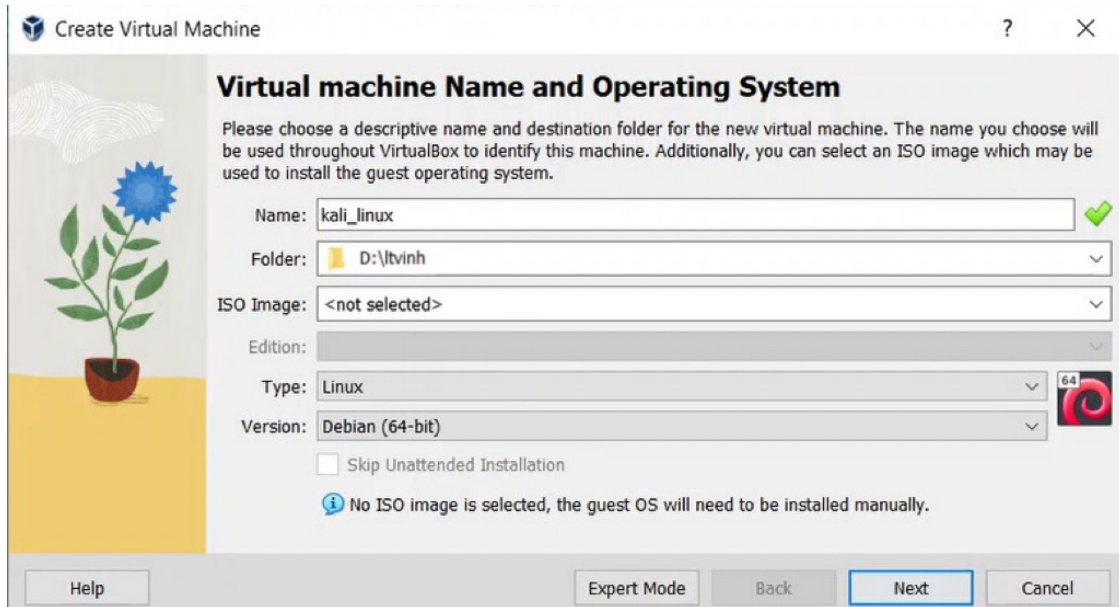 Create Virtual Machine ?
Virtual machine Name and Operating System
Please choose a descriptive name and destination folder for the new virtual machine. The name you choose will
be used throughout VirtualBox to identify this machine. Additionally, you can select an ISO image which may be
used to install the guest operating system.
Name: kali_linux
Folder: D:\ltvinh
ISO Image: <not selected>
Edition:
Type: Linux 64
Version: Debian (64-bit)
Skip Unattended Installation
No ISO image is selected, the guest OS will need to be installed manually.
Help Expert Mode Back Next Cancel